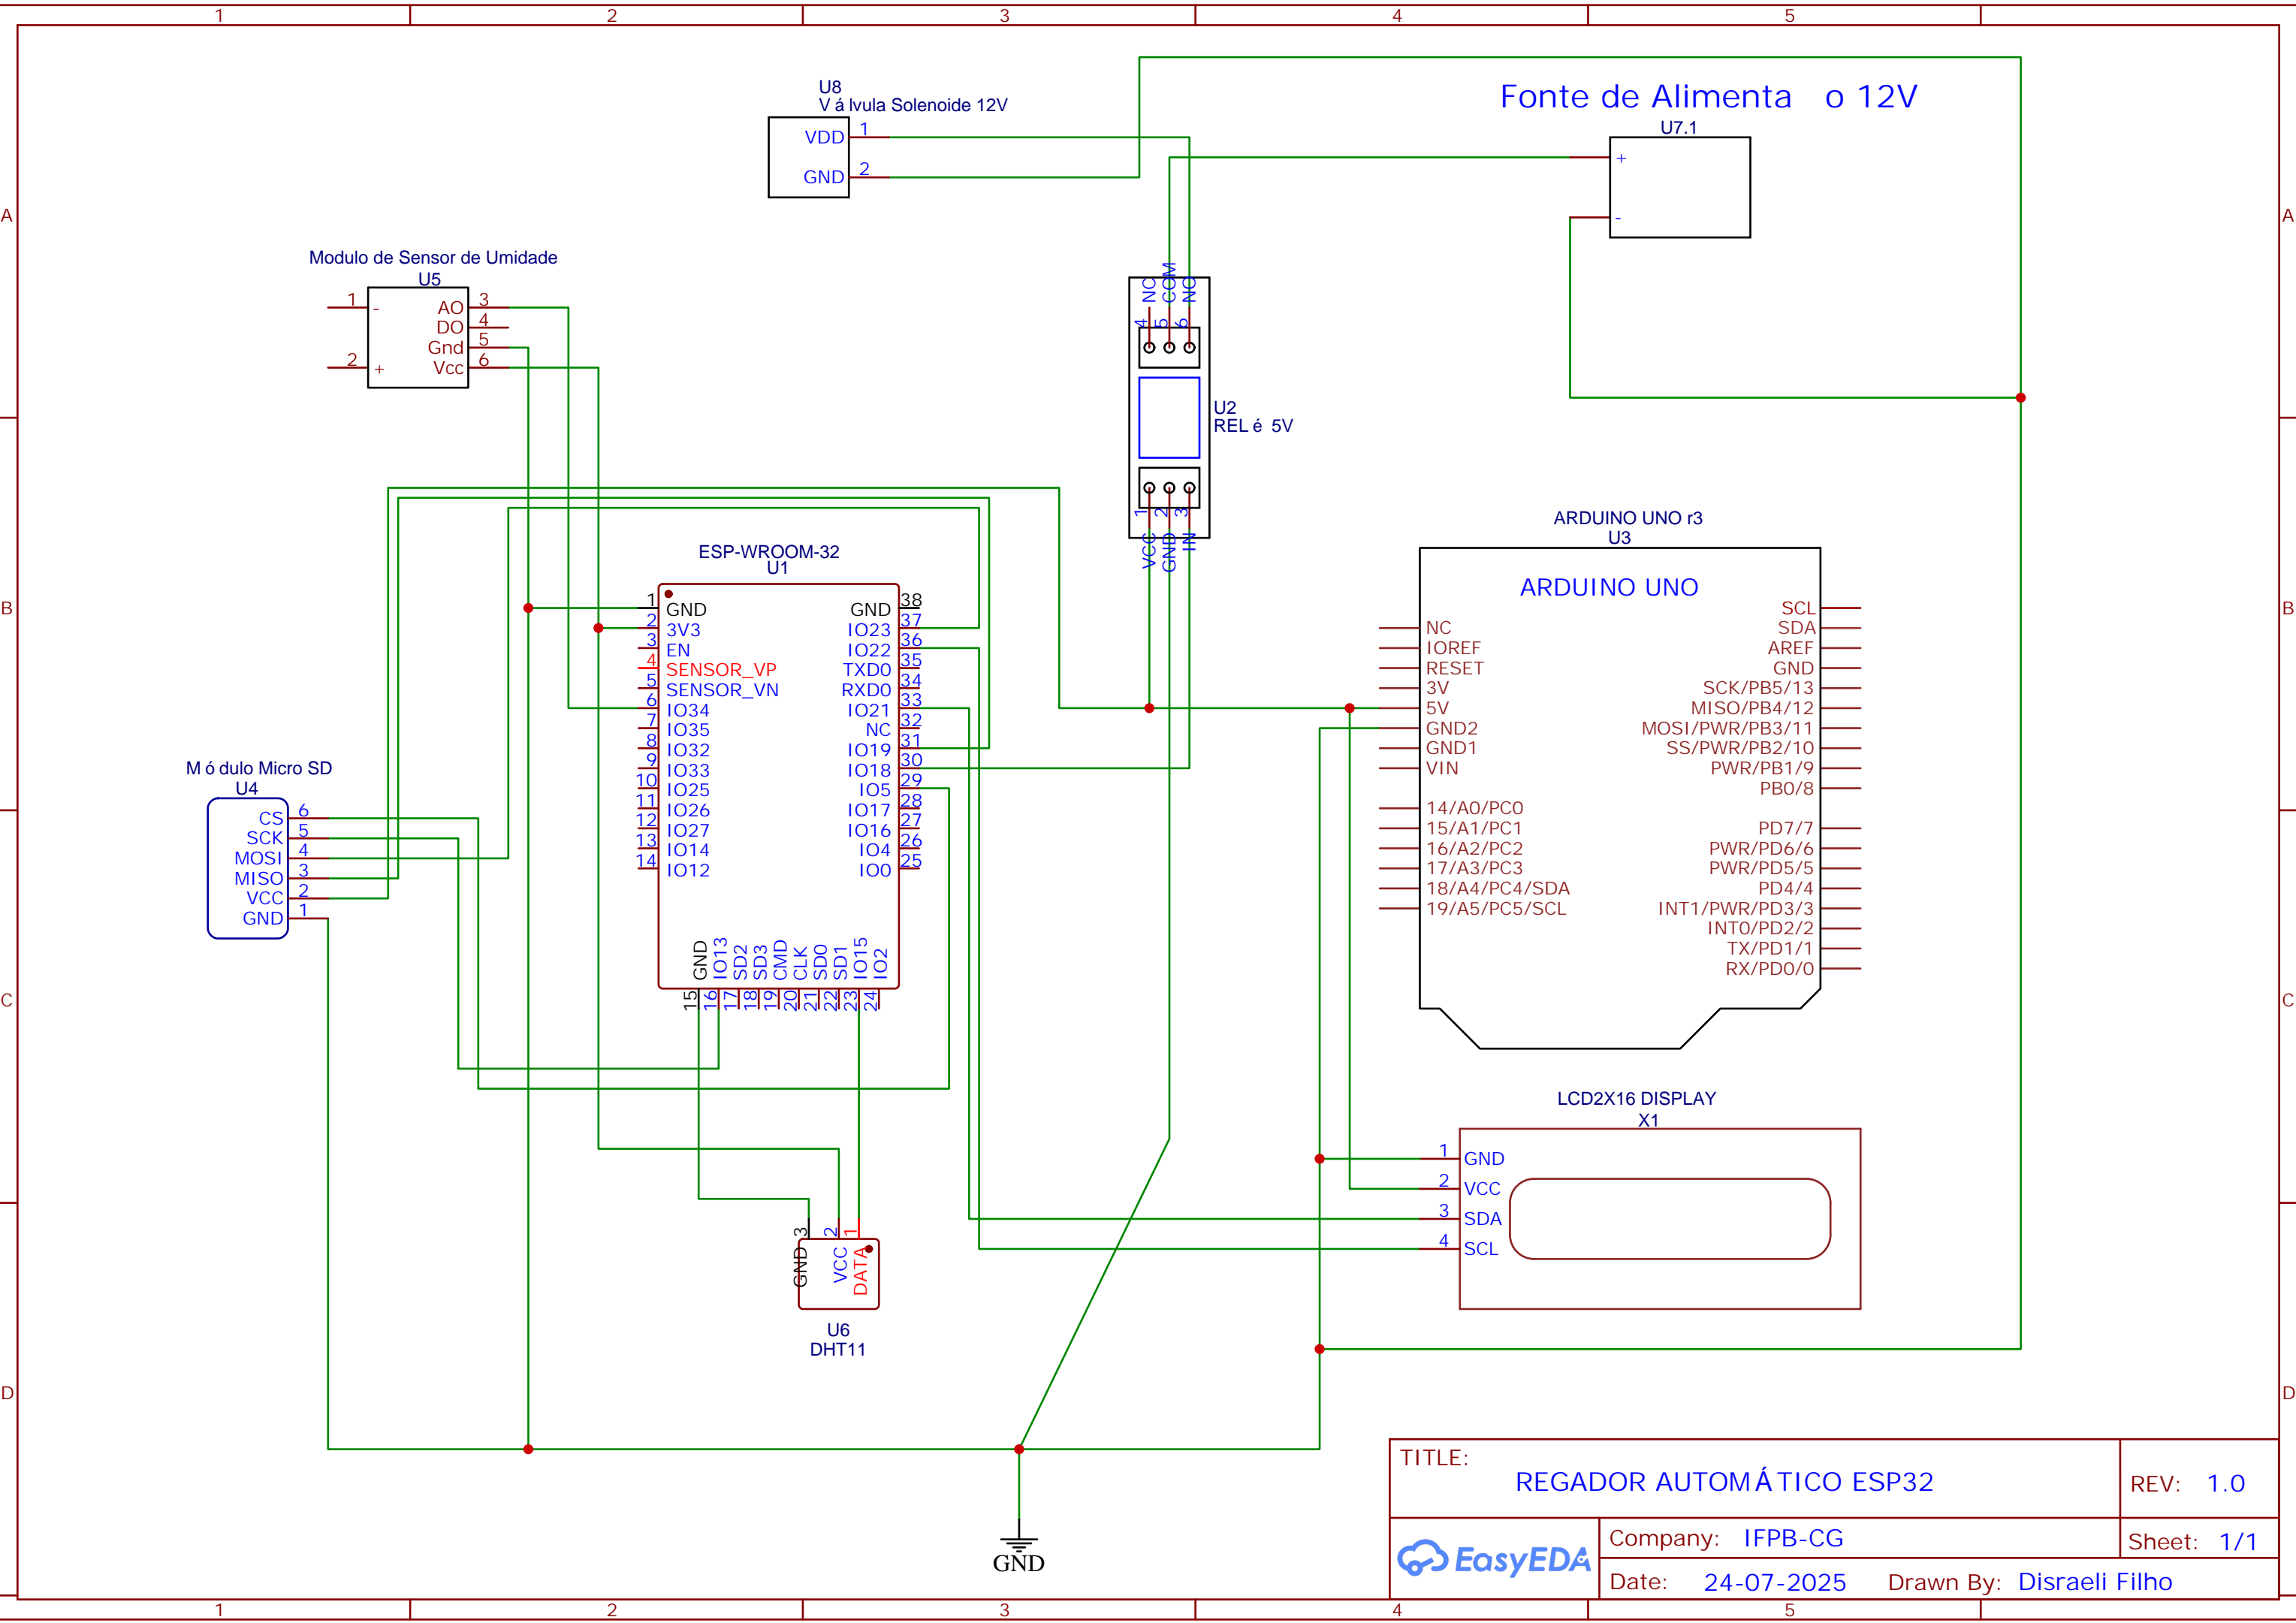 1 2 3 4 5
A
B
C
D
A
B
C
D
U8
V á lvula Solenoide 12V
VDD 1
GND 2
Fonte de Alimenta o 12V
U7.1
+
-
Modulo de Sensor de Umidade
U5
1 -
2 +
AO 3
DO 4
Gnd 5
Vcc 6
NC COM NC
4 5 6
U2
REL é 5V
1 2 3
VCC GND IN
ESP-WROOM-32
U1
1 GND
2 3V3
3 EN
4 SENSOR_VP
5 SENSOR_VN
6 IO34
7 IO35
8 IO32
9 IO33
10 IO25
11 IO26
12 IO27
13 IO14
14 IO12
GND 38
IO23 37
IO22 36
TXD0 35
RXD0 34
IO21 33
NC 32
IO19 31
IO18 30
IO5 29
IO17 28
IO16 27
IO4 26
IO0 25
GND IO13 SD2 SD3 CMD CLK SD0 SD1 IO15 IO2
15 16 17 18 19 20 21 22 23 24
M ó dulo Micro SD
U4
CS 6
SCK 5
MOSI 4
MISO 3
VCC 2
GND 1
ARDUINO UNO r3
U3
ARDUINO UNO
NC
IOREF
RESET
3V
5V
GND2
GND1
VIN
14/A0/PC0
15/A1/PC1
16/A2/PC2
17/A3/PC3
18/A4/PC4/SDA
19/A5/PC5/SCL
SCL
SDA
AREF
GND
SCK/PB5/13
MISO/PB4/12
MOSI/PWR/PB3/11
SS/PWR/PB2/10
PWR/PB1/9
PB0/8
PD7/7
PWR/PD6/6
PWR/PD5/5
PD4/4
INT1/PWR/PD3/3
INT0/PD2/2
TX/PD1/1
RX/PD0/0
LCD2X16 DISPLAY
X1
1 GND
2 VCC
3 SDA
4 SCL
3 2 1
GND VCC DATA
U6
DHT11
GND
TITLE:
REGADOR AUTOMÁ TICO ESP32
REV: 1.0
EasyEDA
Company: IFPB-CG
Sheet: 1/1
Date: 24-07-2025 Drawn By: Disraeli Filho
1 2 3 4 5